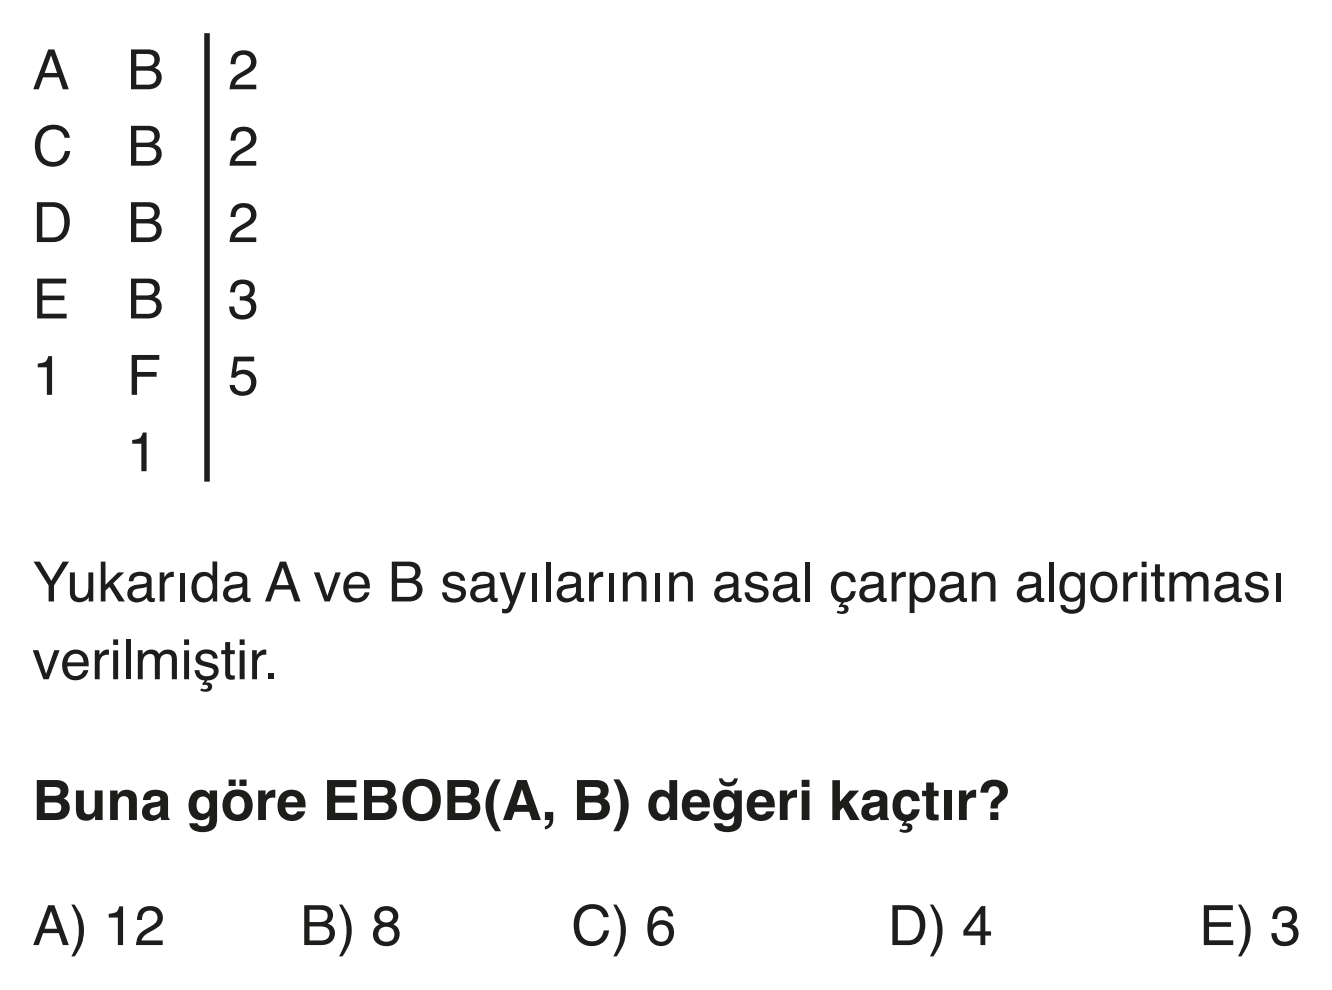 A B 2
C B 2
D B 2
E B 3
1 F 5
1
Yukarıda A ve B sayılarının asal çarpan algoritması
verilmiştir.
Buna göre EBOB(A, B) değeri kaçtır?
A) 12 B) 8 C) 6 D) 4 E) 3